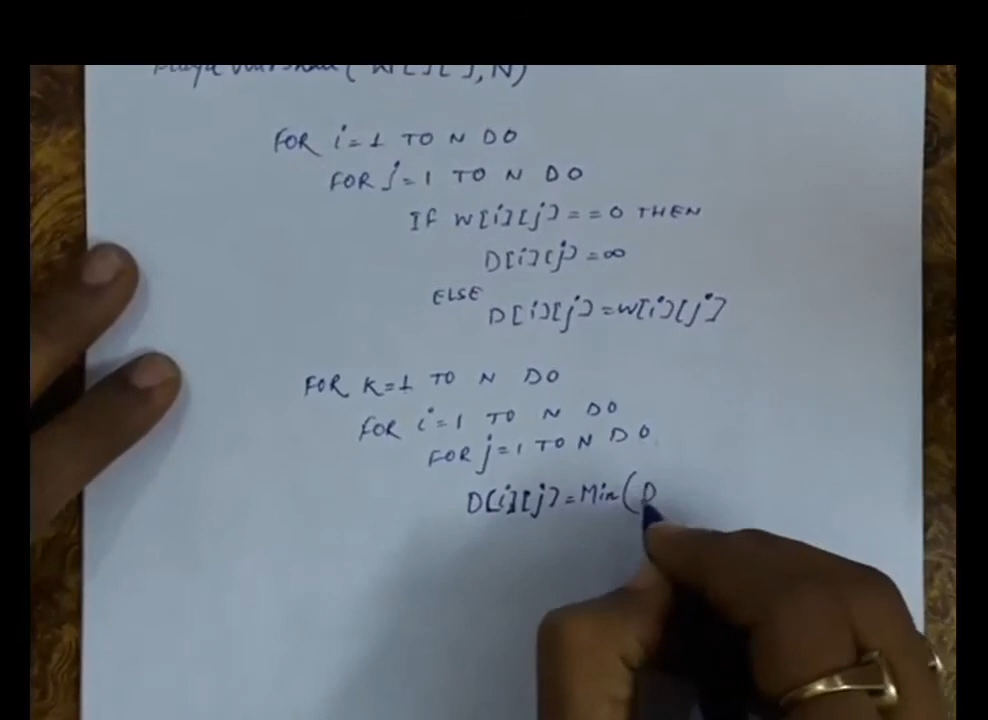 W[ ][ ], N)
FOR i=1 TO N DO
FOR j=1 TO N DO
If W[i][j]==0 THEN
D[i][j]=∞
ELSE
D[i][j]=W[i][j]
FOR K=1 TO N DO
FOR i=1 TO N DO
FOR j=1 TO N DO
D[i][j]=Min(D